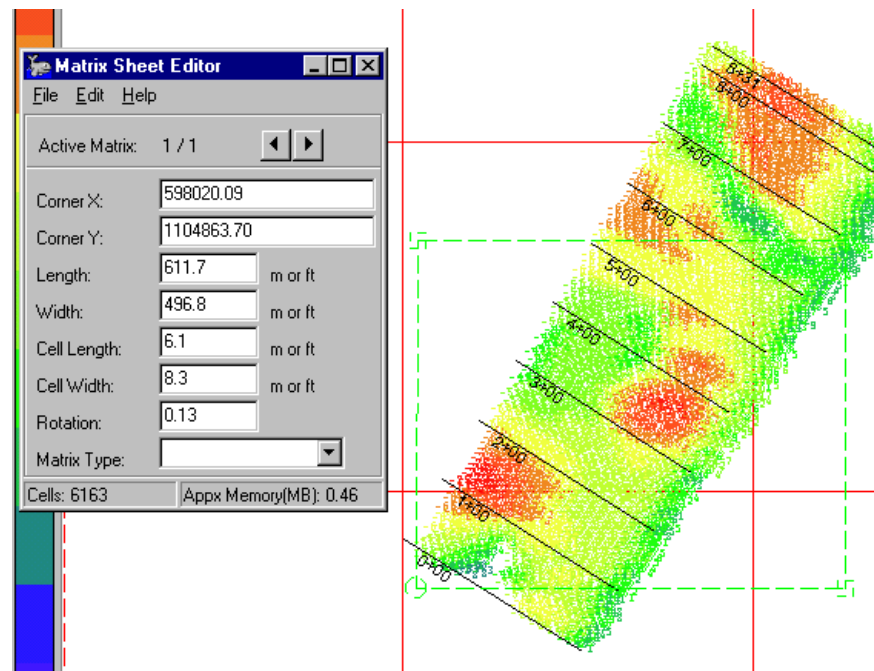 Matrix Sheet Editor
File Edit Help
Active Matrix: 1 / 1
Corner X: 598020.09
Corner Y: 1104863.70
Length: 611.7 m or ft
Width: 496.8 m or ft
Cell Length: 6.1 m or ft
Cell Width: 8.3 m or ft
Rotation: 0.13
Matrix Type:
Cells: 6163 Appx Memory(MB): 0.46
8+31
8+00
7+00
6+00
5+00
4+00
3+00
2+00
1+00
0+00